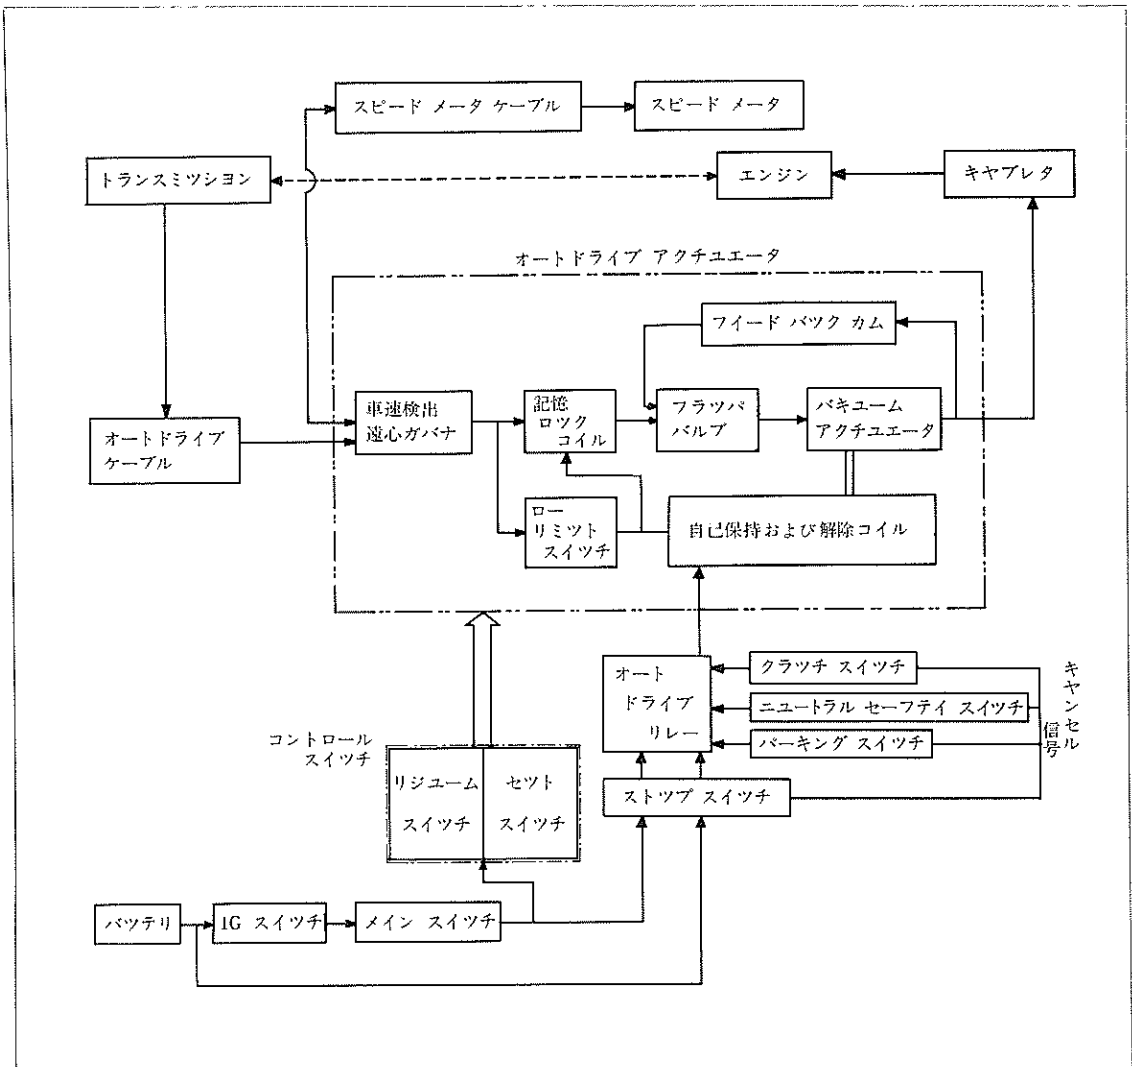 スピード メータ ケーブル
スピード メータ
トランスミツシヨン
エンジン
キヤブレタ
オートドライブ アクチユエータ
フイード バツク カム
車速検出
遠心ガバナ
記憶
ロツク
コイル
フラツパ
バルブ
バキユーム
アクチユエータ
オートドライブ
ケーブル
ロー
リミツト
スイツチ
自己保持および解除コイル
オート
ドライブ
リレー
クラツチ スイツチ
ニユートラル セーフテイ スイツチ
パーキング スイツチ
キヤンセル
信号
コントロール
スイツチ
リジユーム
スイツチ
セツト
スイツチ
ストツプ スイツチ
バツテリ
IG スイツチ
メイン スイツチ